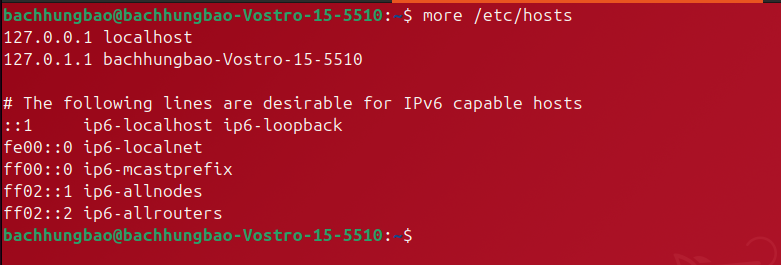 bachhungbao@bachhungbao-Vostro-15-5510:~$ more /etc/hosts
127.0.0.1 localhost
127.0.1.1 bachhungbao-Vostro-15-5510
# The following lines are desirable for IPv6 capable hosts
::1     ip6-localhost ip6-loopback
fe00::0 ip6-localnet
ff00::0 ip6-mcastprefix
ff02::1 ip6-allnodes
ff02::2 ip6-allrouters
bachhungbao@bachhungbao-Vostro-15-5510:~$